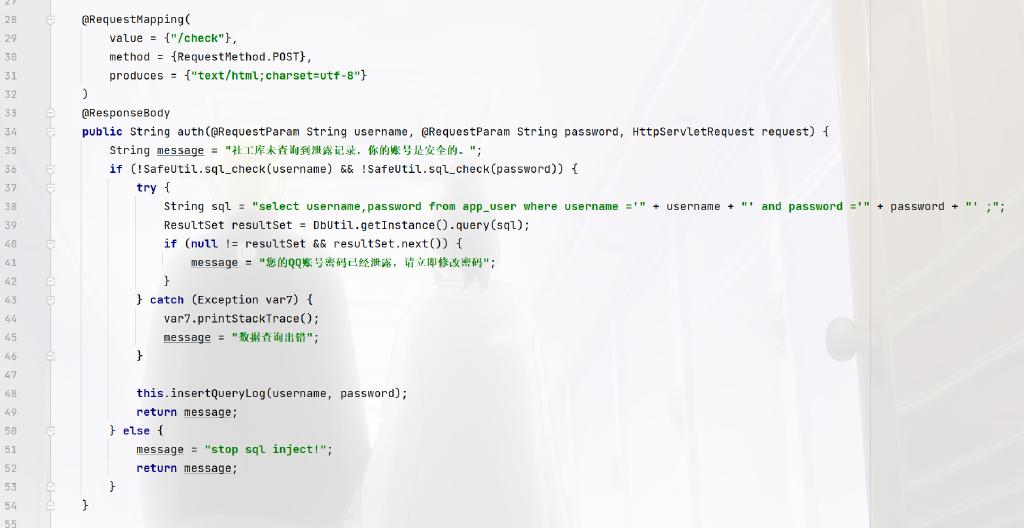 27
28 @RequestMapping(
29 value = {"/check"},
30 method = {RequestMethod.POST},
31 produces = {"text/html;charset=utf-8"}
32 )
33 @ResponseBody
34 public String auth(@RequestParam String username, @RequestParam String password, HttpServletRequest request) {
35 String message = "社工库未查询到泄露记录，你的账号是安全的。";
36 if (!SafeUtil.sql_check(username) && !SafeUtil.sql_check(password)) {
37 try {
38 String sql = "select username,password from app_user where username ='" + username + "' and password ='" + password + "' ;";
39 ResultSet resultSet = DbUtil.getInstance().query(sql);
40 if (null != resultSet && resultSet.next()) {
41 message = "您的QQ账号密码已经泄露，请立即修改密码";
42 }
43 } catch (Exception var7) {
44 var7.printStackTrace();
45 message = "数据查询出错";
46 }
47
48 this.insertQueryLog(username, password);
49 return message;
50 } else {
51 message = "stop sql inject!";
52 return message;
53 }
54 }
55